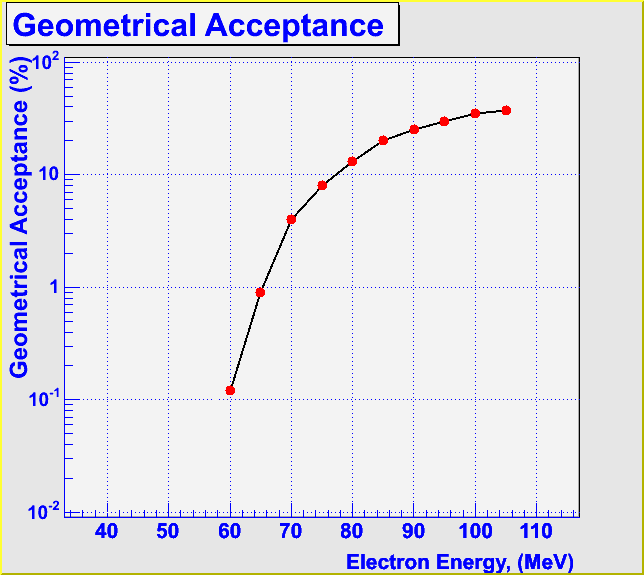 Geometrical Acceptance
Geometrical Acceptance (%)
10²
10
1
10⁻¹
10⁻²
40 50 60 70 80 90 100 110
Electron Energy, (MeV)